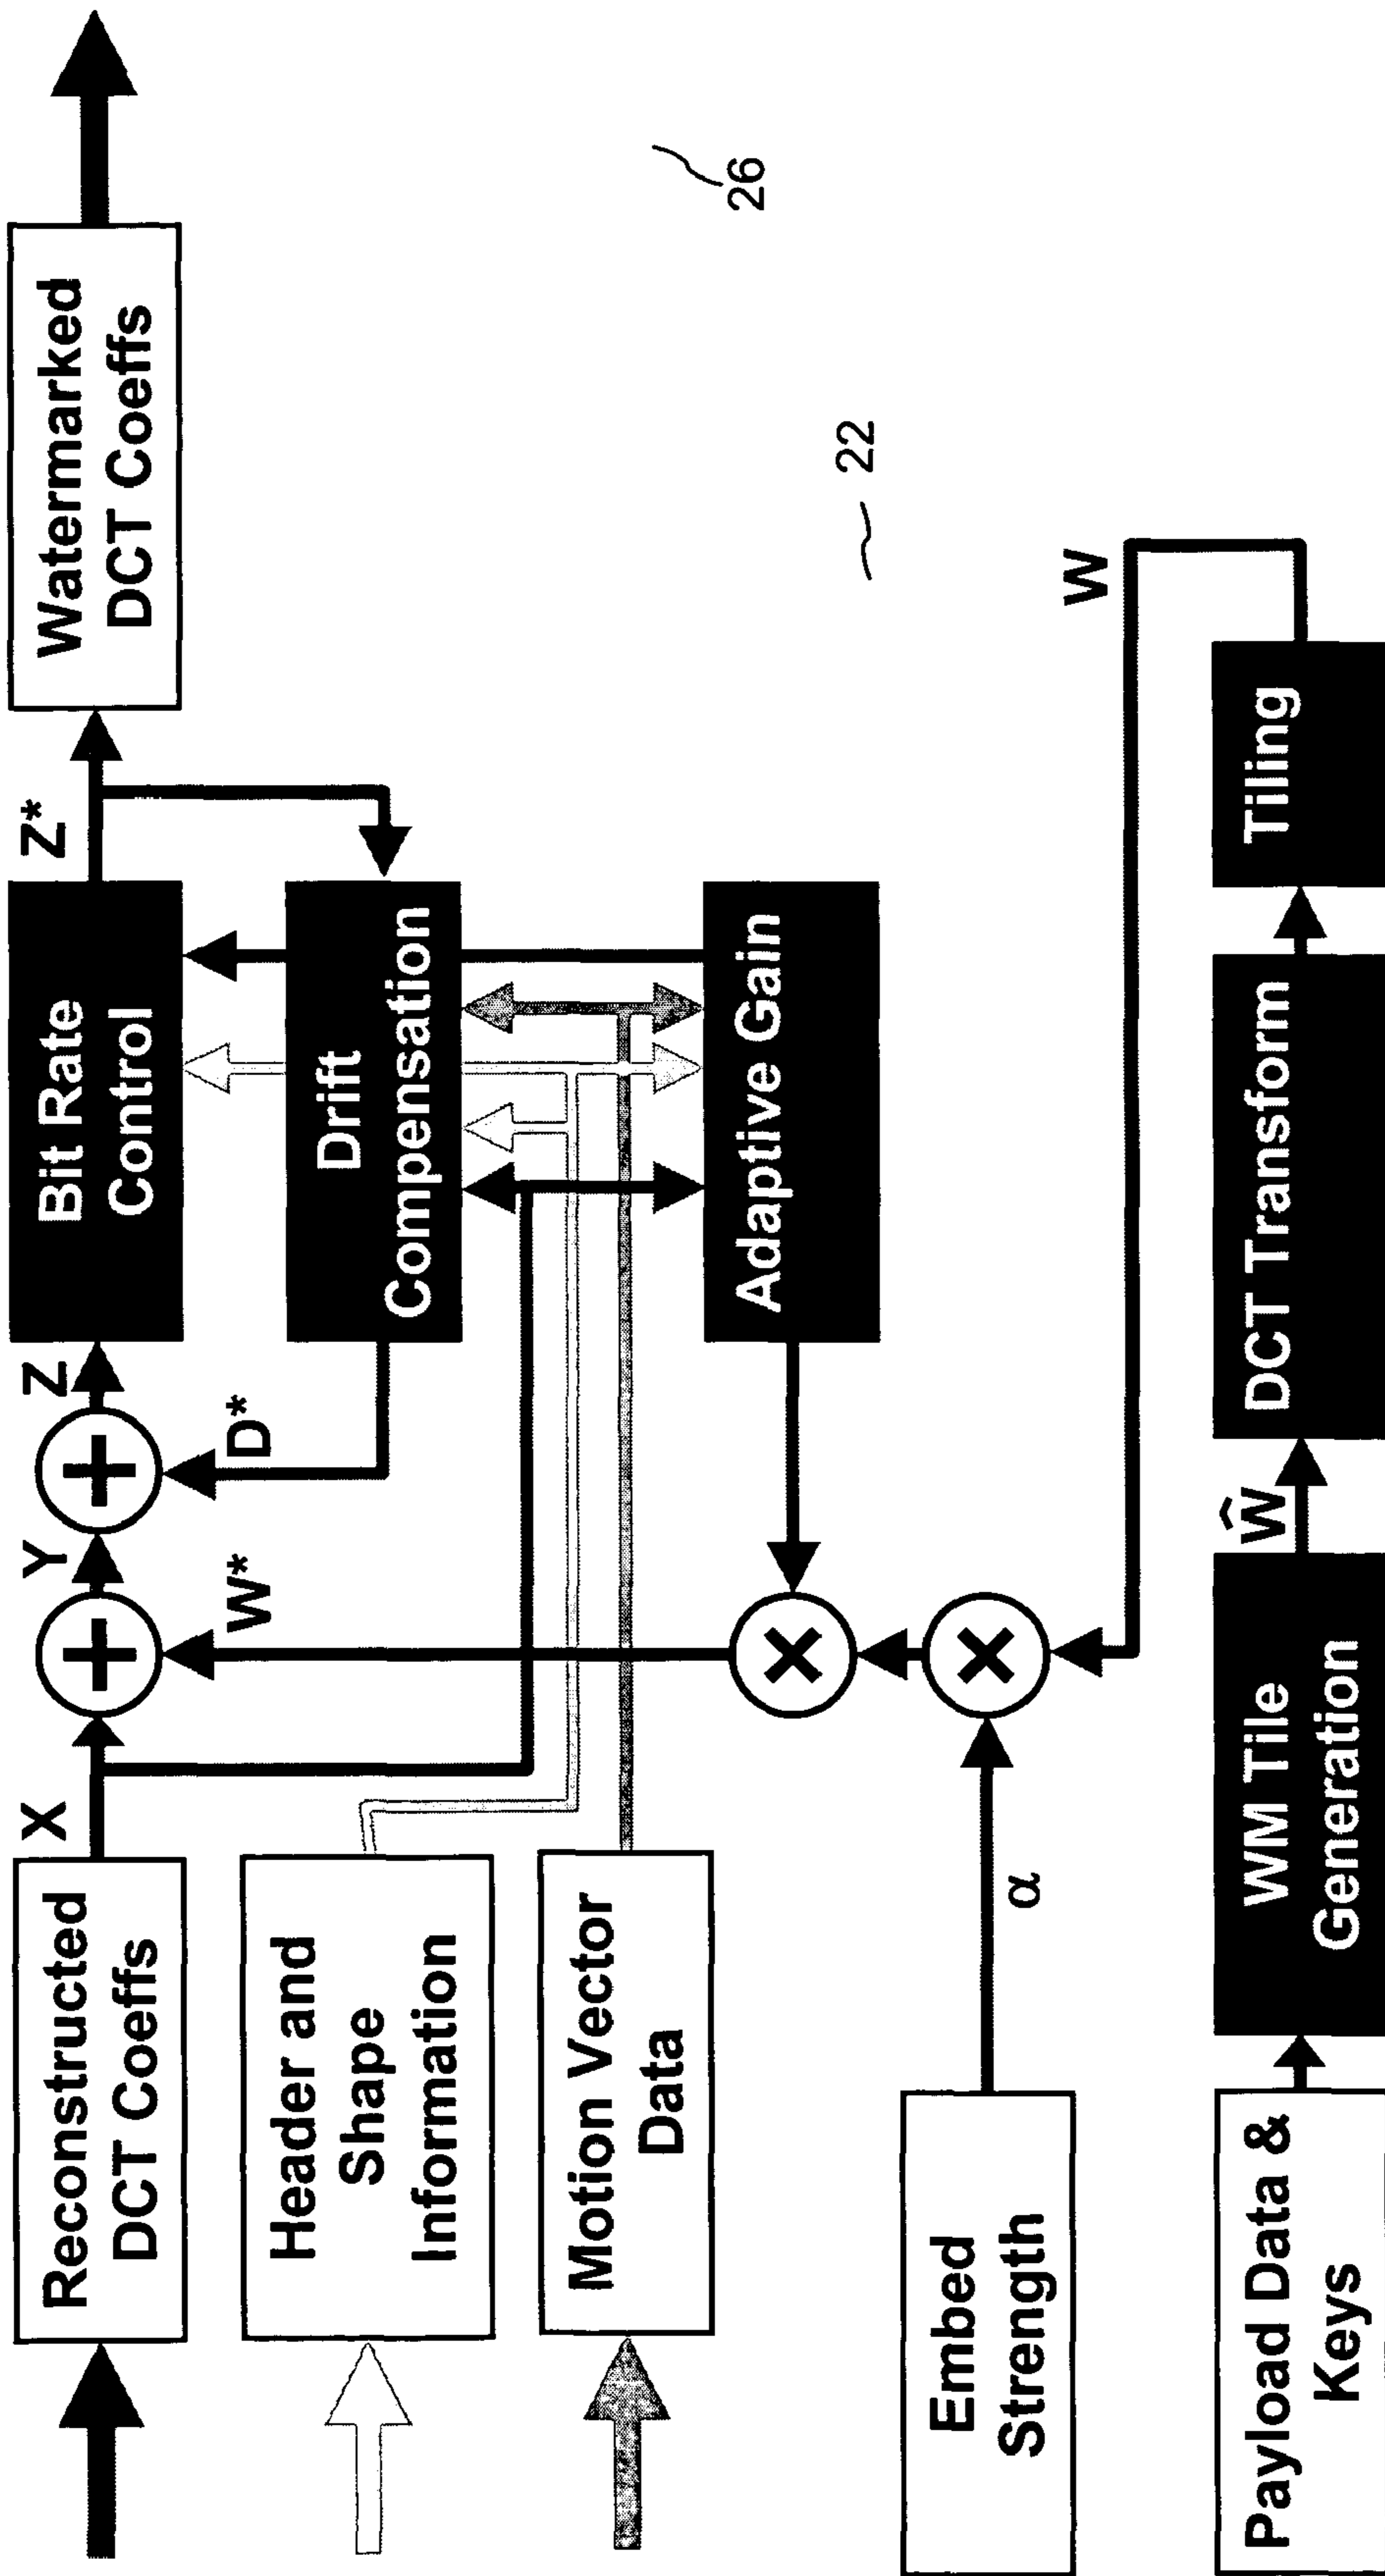 Reconstructed
DCT Coeffs
X
Y
Z
Bit Rate
Control
Z*
Watermarked
DCT Coeffs
W*
D*
Header and
Shape
Information
Drift
Compensation
Motion Vector
Data
Adaptive Gain
26
22
Embed
Strength
α
W
Payload Data &
Keys
WM Tile
Generation
Ŵ
DCT Transform
Tiling